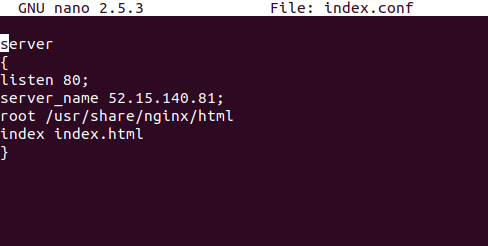 GNU nano 2.5.3 File: index.conf
server
{
listen 80;
server_name 52.15.140.81;
root /usr/share/nginx/html
index index.html
}